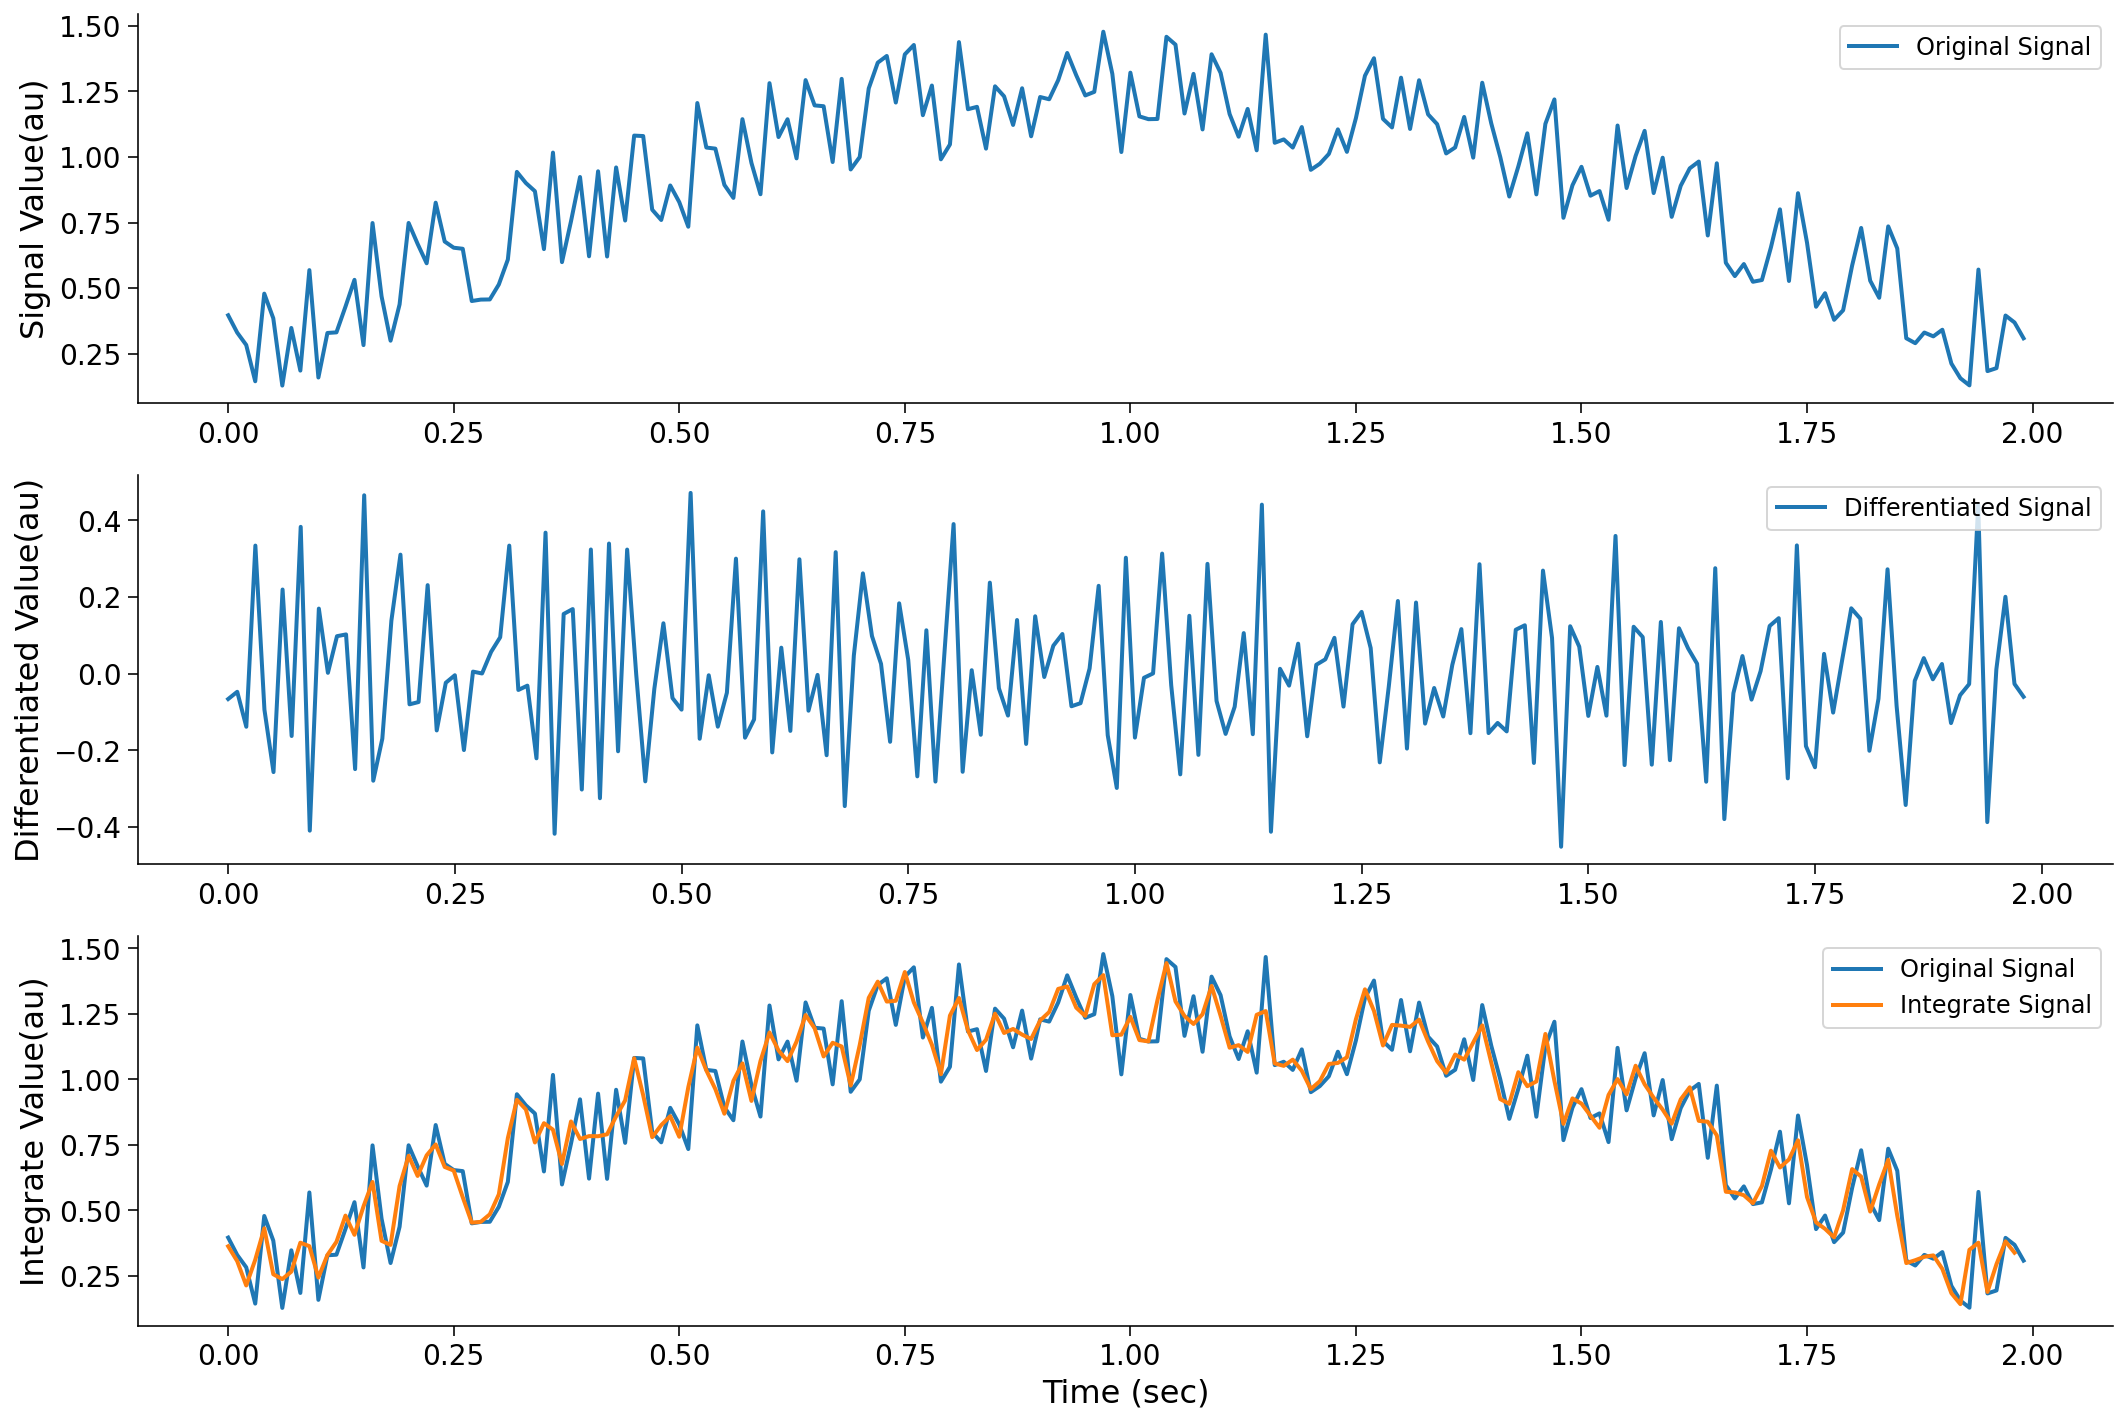 Signal Value(au)
1.50
1.25
1.00
0.75
0.50
0.25
Original Signal
0.00 0.25 0.50 0.75 1.00 1.25 1.50 1.75 2.00
Differentiated Value(au)
0.4
0.2
0.0
−0.2
−0.4
Differentiated Signal
0.00 0.25 0.50 0.75 1.00 1.25 1.50 1.75 2.00
Integrate Value(au)
1.50
1.25
1.00
0.75
0.50
0.25
Original Signal
Integrate Signal
0.00 0.25 0.50 0.75 1.00 1.25 1.50 1.75 2.00
Time (sec)